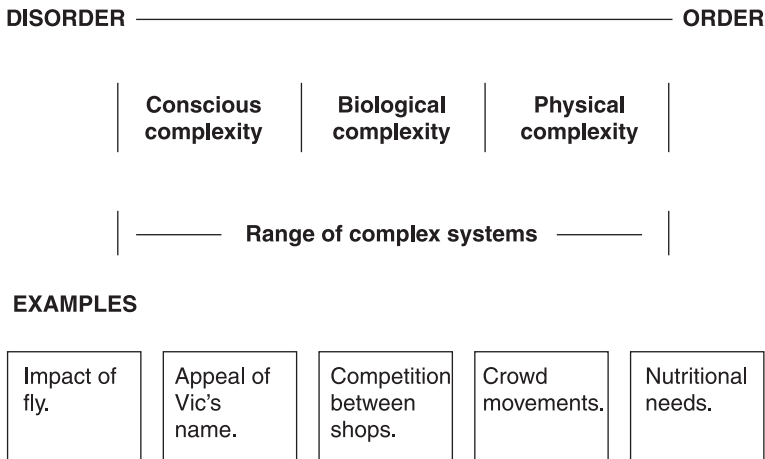 DISORDER ORDER
Conscious complexity
Biological complexity
Physical complexity
Range of complex systems
EXAMPLES
Impact of
fly.
Appeal of
Vic's
name.
Competition
between
shops.
Crowd
movements.
Nutritional
needs.